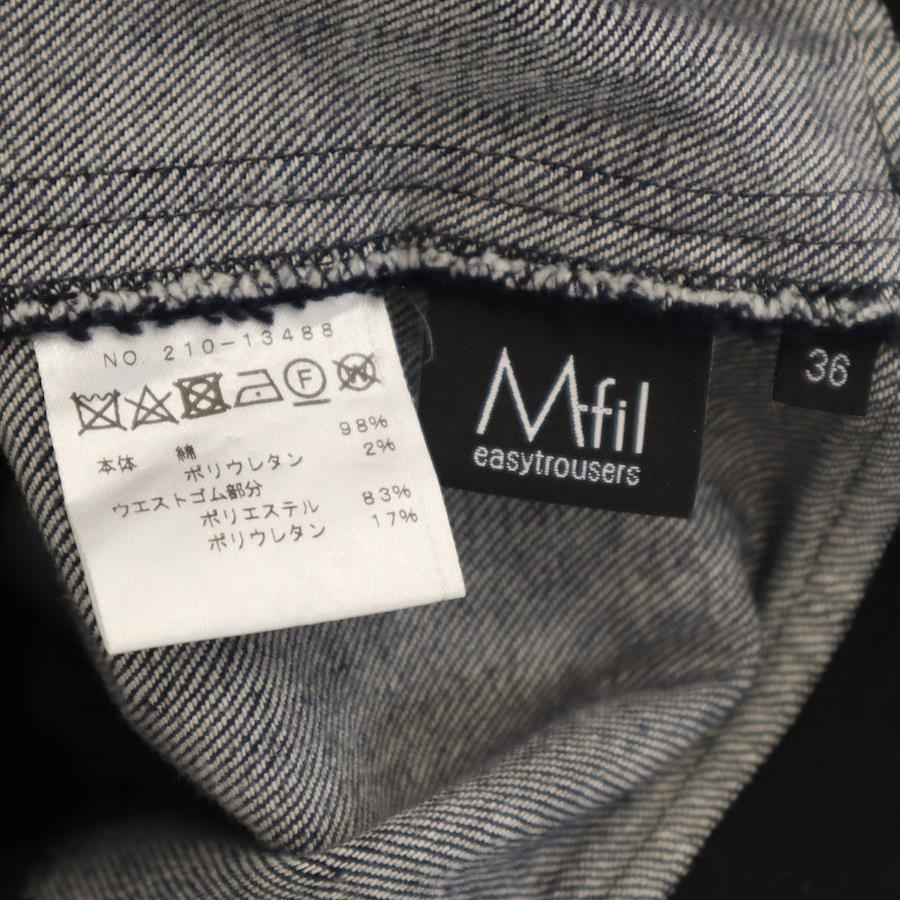 NO. 210-13488
本体 綿 98%
ポリウレタン 2%
ウエストゴム部分
ポリエステル 83%
ポリウレタン 17%
Mfil
easytrousers
36